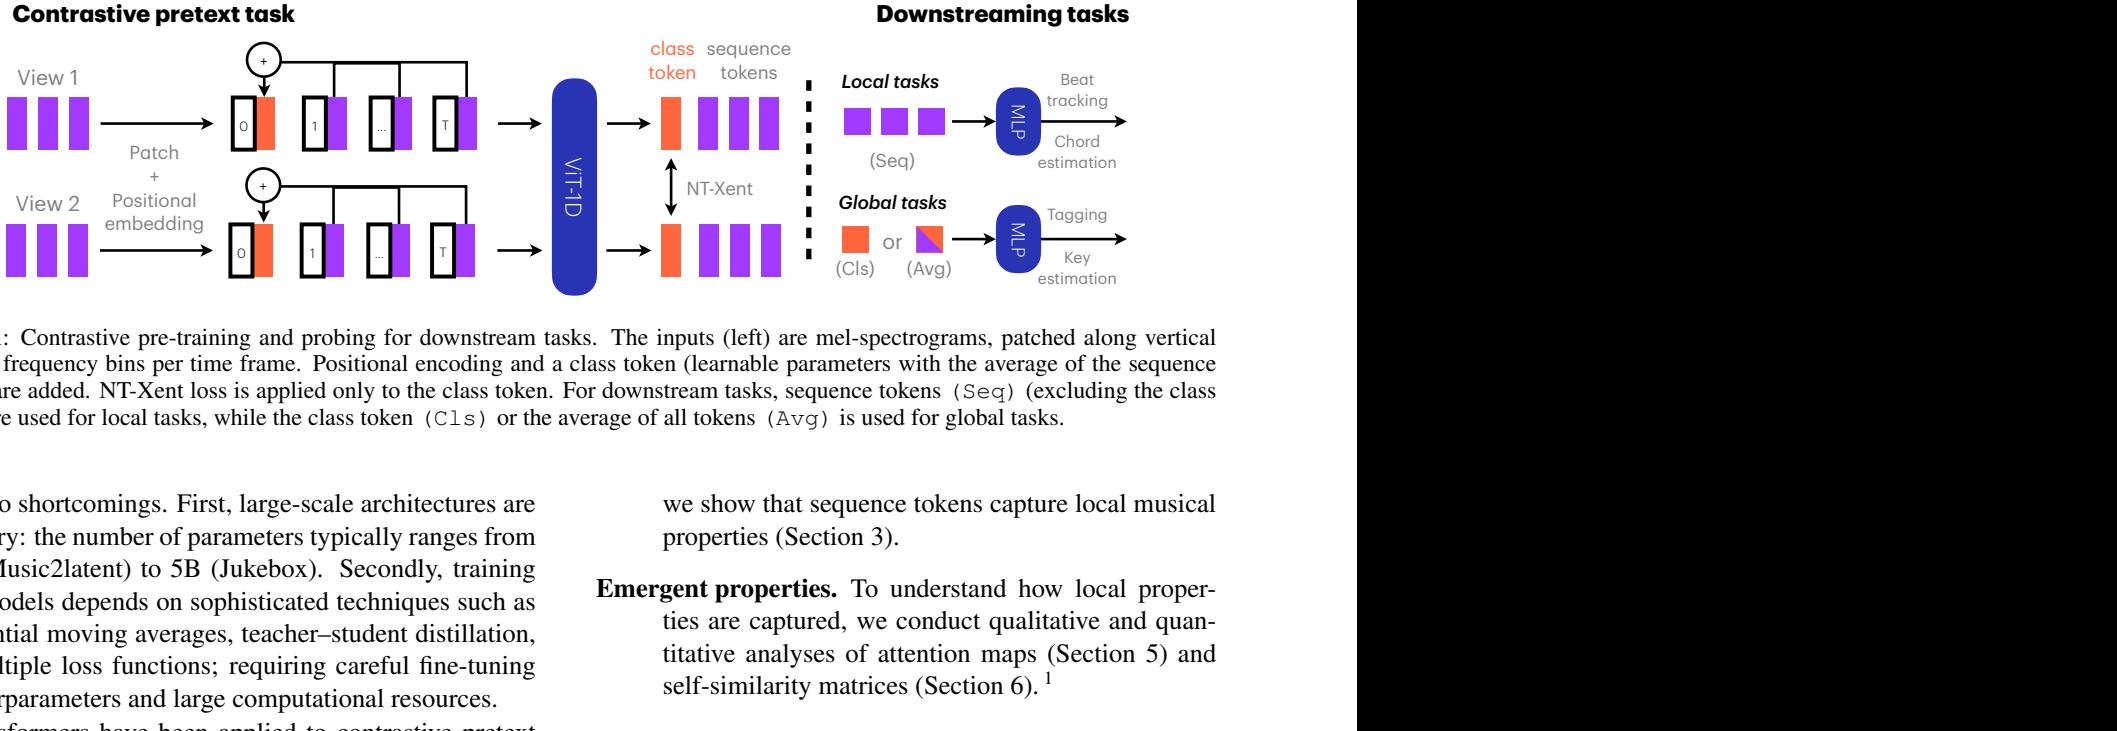 Contrastive pretext task
Downstreaming tasks
View 1
+
0
1
...
T
Patch
+
Positional
embedding
View 2
+
0
1
...
T
ViT-1D
class
token
sequence
tokens
NT-Xent
Local tasks
(Seq)
MLP
Beat
tracking
Chord
estimation
Global tasks
or
(Cls)
(Avg)
MLP
Tagging
Key
estimation
: Contrastive pre-training and probing for downstream tasks. The inputs (left) are mel-spectrograms, patched along vertical
frequency bins per time frame. Positional encoding and a class token (learnable parameters with the average of the sequence
are added. NT-Xent loss is applied only to the class token. For downstream tasks, sequence tokens (Seq) (excluding the class
used for local tasks, while the class token (Cls) or the average of all tokens (Avg) is used for global tasks.
shortcomings. First, large-scale architectures are
: the number of parameters typically ranges from
Music2latent) to 5B (Jukebox). Secondly, training
depends on sophisticated techniques such as
moving averages, teacher–student distillation,
loss functions; requiring careful fine-tuning
and large computational resources.
have been applied to contrastive pretext
we show that sequence tokens capture local musical
properties (Section 3).
Emergent properties. To understand how local proper-
ties are captured, we conduct qualitative and quan-
titative analyses of attention maps (Section 5) and
self-similarity matrices (Section 6). 1